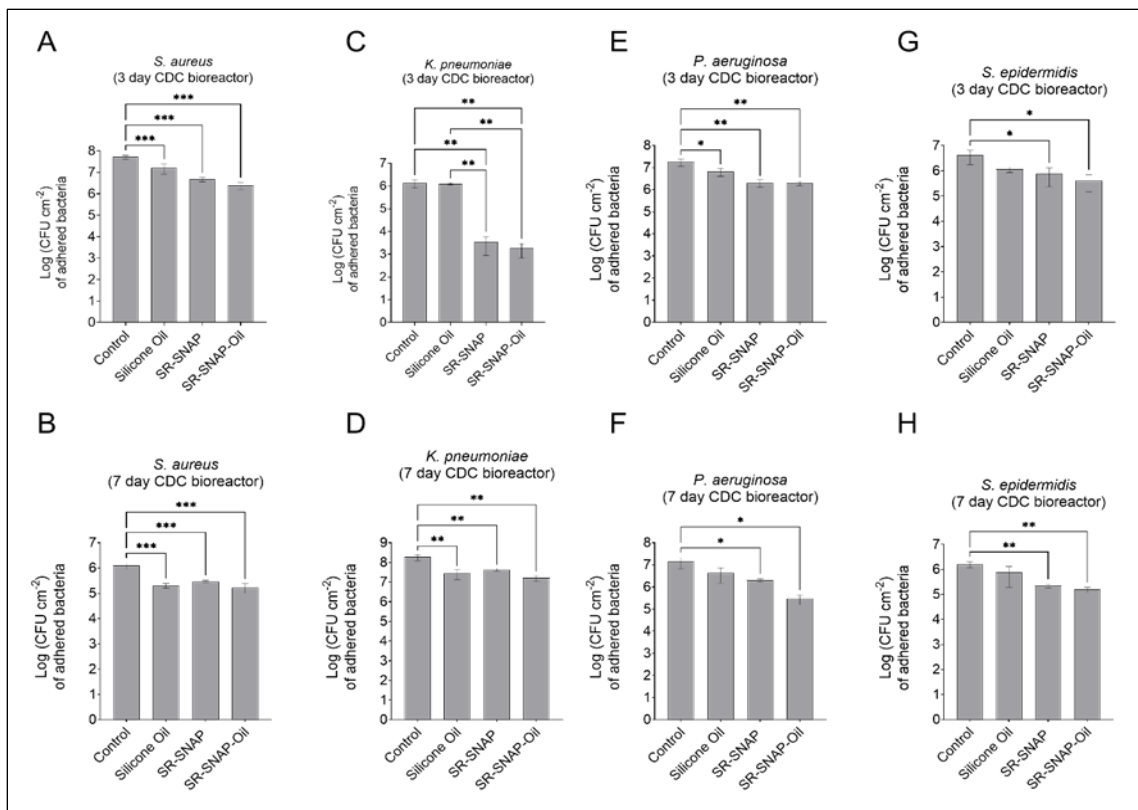 A
S. aureus
(3 day CDC bioreactor)
***
***
***
Log (CFU cm-2)
of adhered bacteria
8
7
6
5
4
3
2
1
0
Control
Silicone Oil
SR-SNAP
SR-SNAP-Oil
C
K. pneumoniae
(3 day CDC bioreactor)
**
**
**
**
Log (CFU cm-2)
of adhered bacteria
7
6
5
4
3
2
1
0
Control
Silicone Oil
SR-SNAP
SR-SNAP-Oil
E
P. aeruginosa
(3 day CDC bioreactor)
**
**
*
Log (CFU cm-2)
of adhered bacteria
8
7
6
5
4
3
2
1
0
Control
Silicone Oil
SR-SNAP
SR-SNAP-Oil
G
S. epidermidis
(3 day CDC bioreactor)
*
*
Log (CFU cm-2)
of adhered bacteria
7
6
5
4
3
2
1
0
Control
Silicone Oil
SR-SNAP
SR-SNAP-Oil
B
S. aureus
(7 day CDC bioreactor)
***
***
***
Log (CFU cm-2)
of adhered bacteria
7
6
5
4
3
2
1
0
Control
Silicone Oil
SR-SNAP
SR-SNAP-Oil
D
K. pneumoniae
(7 day CDC bioreactor)
**
**
**
Log (CFU cm-2)
of adhered bacteria
9
8
7
6
5
4
3
2
1
0
Control
Silicone Oil
SR-SNAP
SR-SNAP-Oil
F
P. aeruginosa
(7 day CDC bioreactor)
*
*
Log (CFU cm-2)
of adhered bacteria
8
7
6
5
4
3
2
1
0
Control
Silicone Oil
SR-SNAP
SR-SNAP-Oil
H
S. epidermidis
(7 day CDC bioreactor)
**
**
Log (CFU cm-2)
of adhered bacteria
7
6
5
4
3
2
1
0
Control
Silicone Oil
SR-SNAP
SR-SNAP-Oil